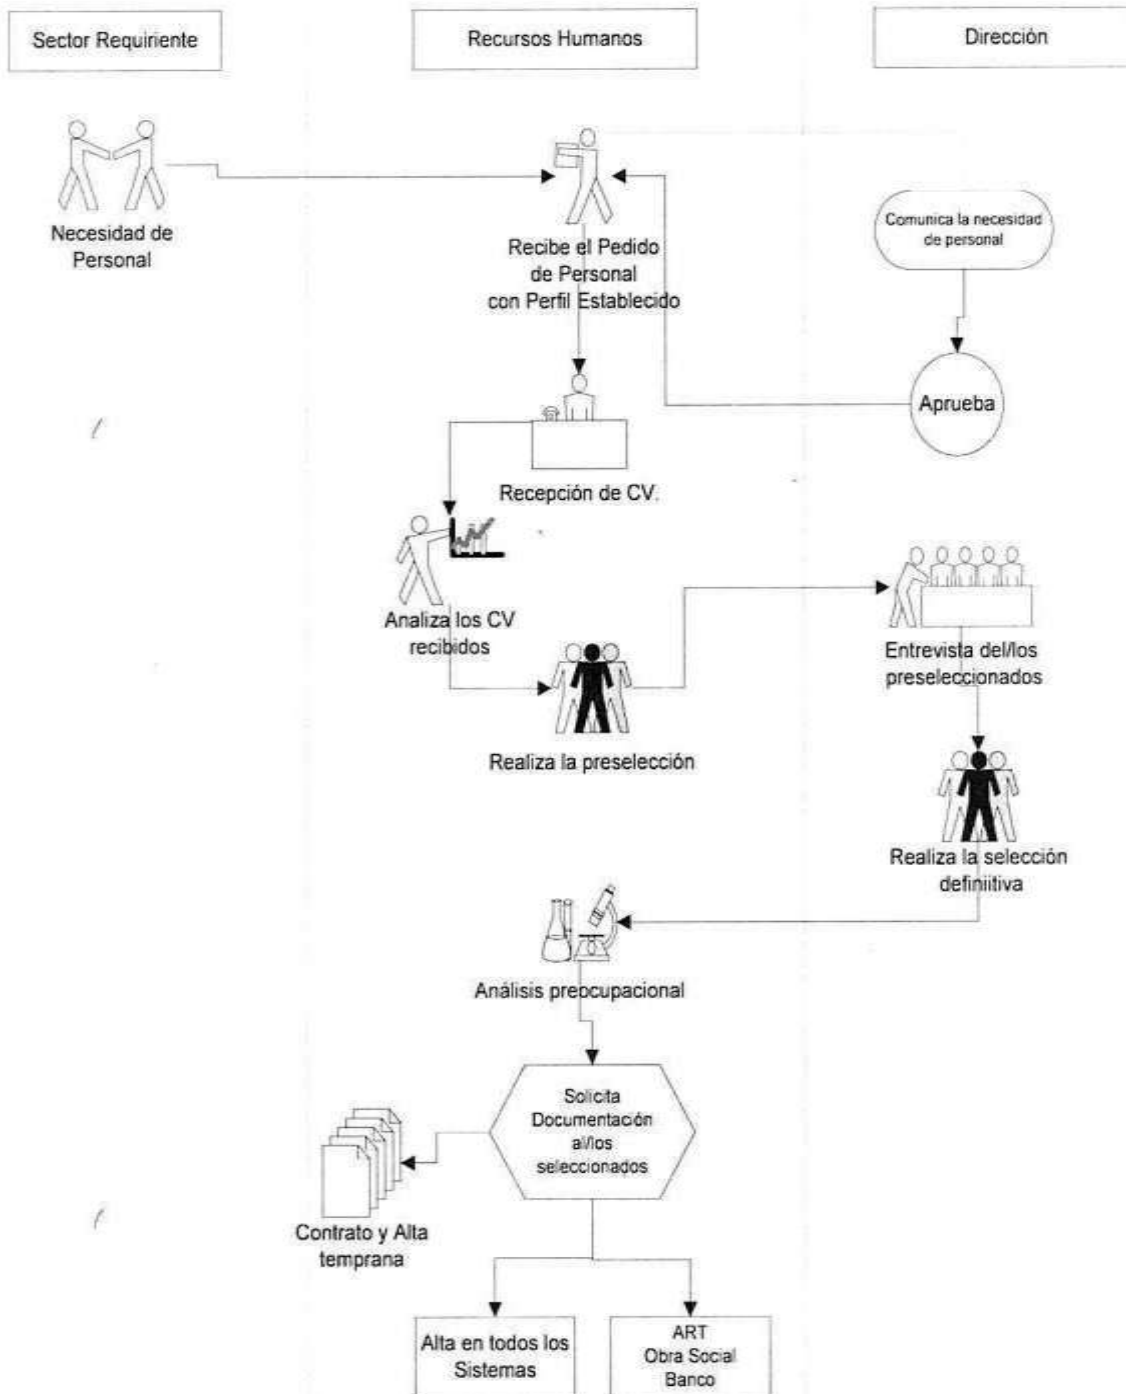 Sector Requiriente
Recursos Humanos
Dirección
Necesidad de
Personal
Recibe el Pedido
de Personal
con Perfil Establecido
Comunica la necesidad
de personal
Aprueba
Recepción de CV.
Analiza los CV
recibidos
Realiza la preselección
Entrevista del/los
preseleccionados
Realiza la selección
definiitiva
Análisis preocupacional
Solicita
Documentación
al/los
seleccionados
Contrato y Alta
temprana
Alta en todos los
Sistemas
ART
Obra Social
Banco